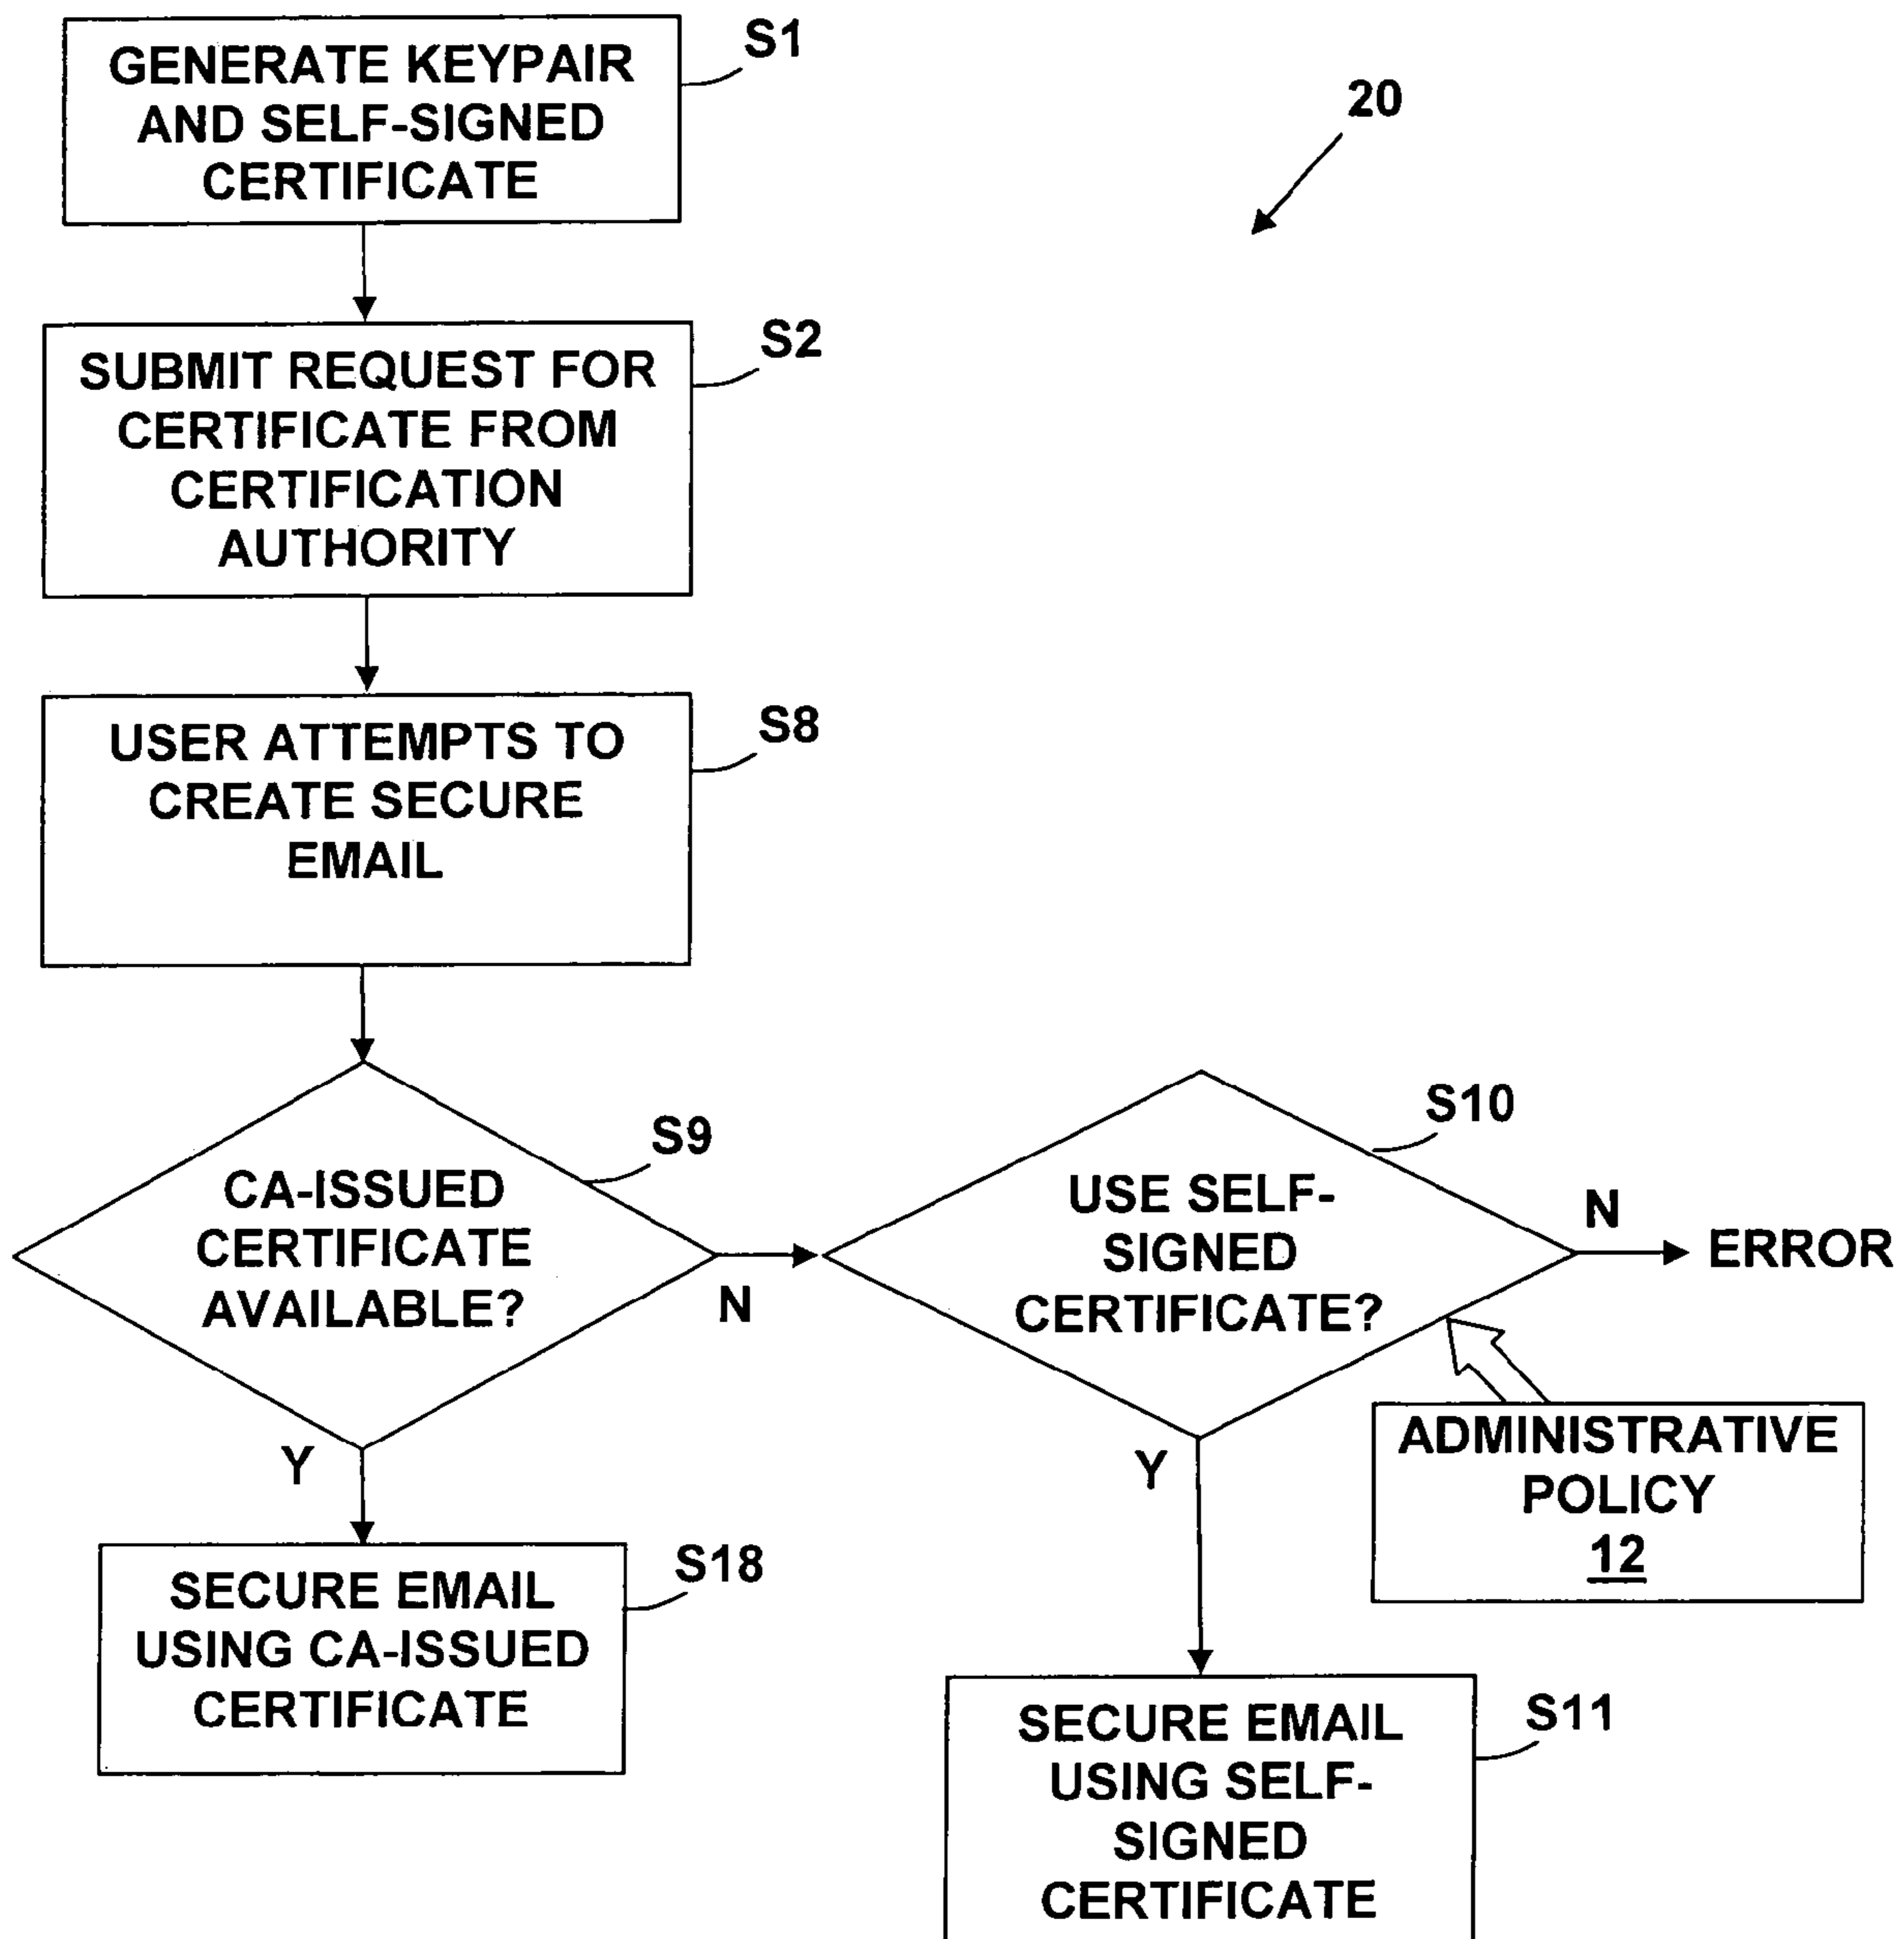 GENERATE KEYPAIR
AND SELF-SIGNED
CERTIFICATE
S1
20
SUBMIT REQUEST FOR
CERTIFICATE FROM
CERTIFICATION
AUTHORITY
S2
USER ATTEMPTS TO
CREATE SECURE
EMAIL
S8
CA-ISSUED
CERTIFICATE
AVAILABLE?
S9
N
Y
USE SELF-
SIGNED
CERTIFICATE?
S10
N
ERROR
Y
ADMINISTRATIVE
POLICY
12
SECURE EMAIL
USING CA-ISSUED
CERTIFICATE
S18
SECURE EMAIL
USING SELF-
SIGNED
CERTIFICATE
S11